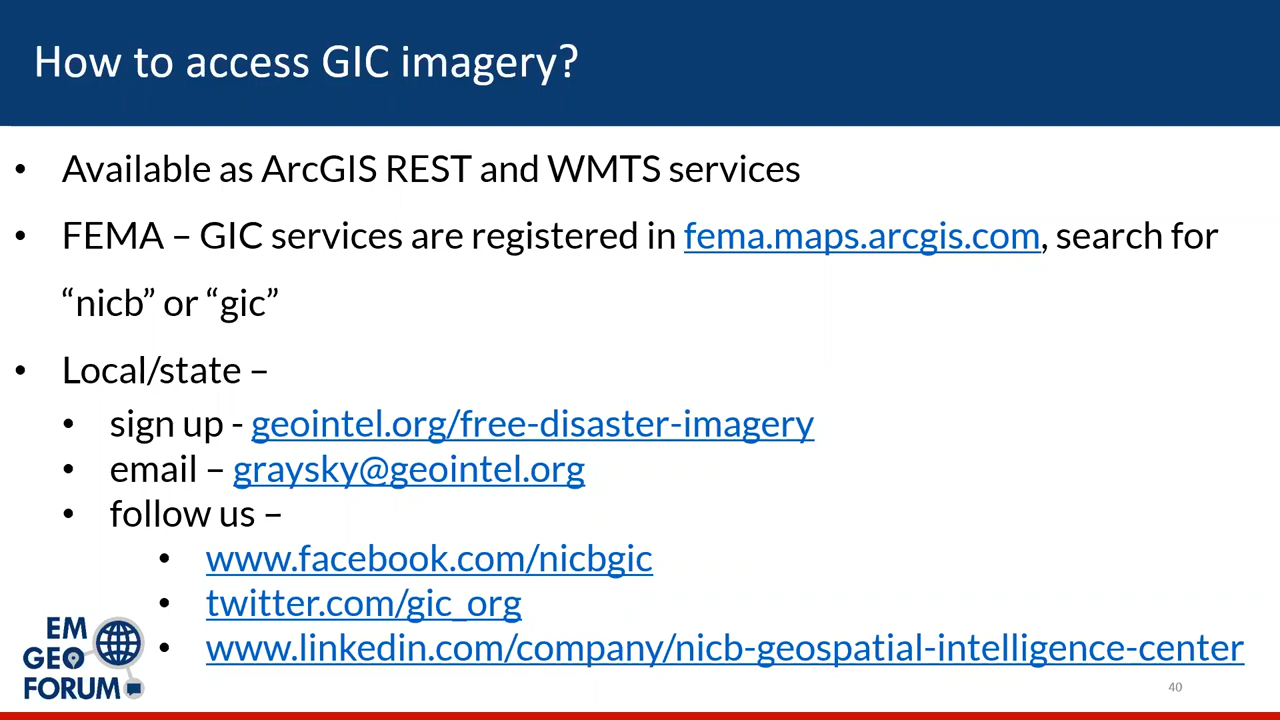 How to access GIC imagery?
• Available as ArcGIS REST and WMTS services
• FEMA – GIC services are registered in fema.maps.arcgis.com, search for
“nicb” or “gic”
• Local/state –
• sign up - geointel.org/free-disaster-imagery
• email – graysky@geointel.org
• follow us –
• www.facebook.com/nicbgic
• twitter.com/gic_org
• www.linkedin.com/company/nicb-geospatial-intelligence-center
EM
GEO
FORUM
40